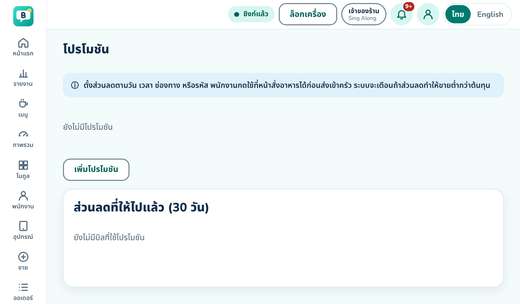 B
ซิงก์แล้ว
ล็อกเครื่อง
เจ้าของร้าน
Sing Along
9+
ไทย
English
หน้าแรก
รายงาน
เมนู
ภาพรวม
โมดูล
พนักงาน
อุปกรณ์
ขาย
ออเดอร์
โปรโมชัน
ตั้งส่วนลดตามวัน เวลา ช่องทาง หรือรหัส พนักงานกดใช้ที่หน้าสั่งอาหารได้ก่อนส่งเข้าครัว ระบบจะเตือนถ้าส่วนลดทำให้ขายต่ำกว่าต้นทุน
ยังไม่มีโปรโมชัน
เพิ่มโปรโมชัน
ส่วนลดที่ให้ไปแล้ว (30 วัน)
ยังไม่มีบิลที่ใช้โปรโมชัน